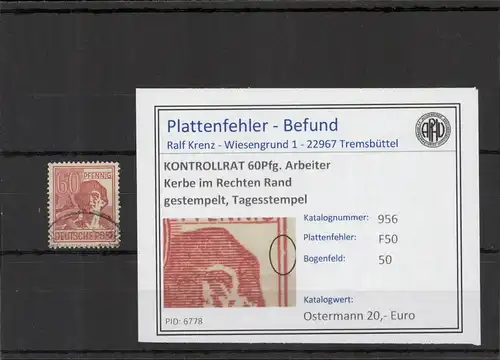 60 PFENNIG
DEUTSCHE POST
Plattenfehler - Befund
Ralf Krenz - Wiesengrund 1 - 22967 Tremsbüttel
KONTROLLRAT 60Pfg. Arbeiter
Kerbe im Rechten Rand
gestempelt, Tagesstempel
PFENNIG
Katalognummer: 956
Plattenfehler: F50
Bogenfeld: 50
Katalogwert:
PID: 6778
Ostermann 20,- Euro